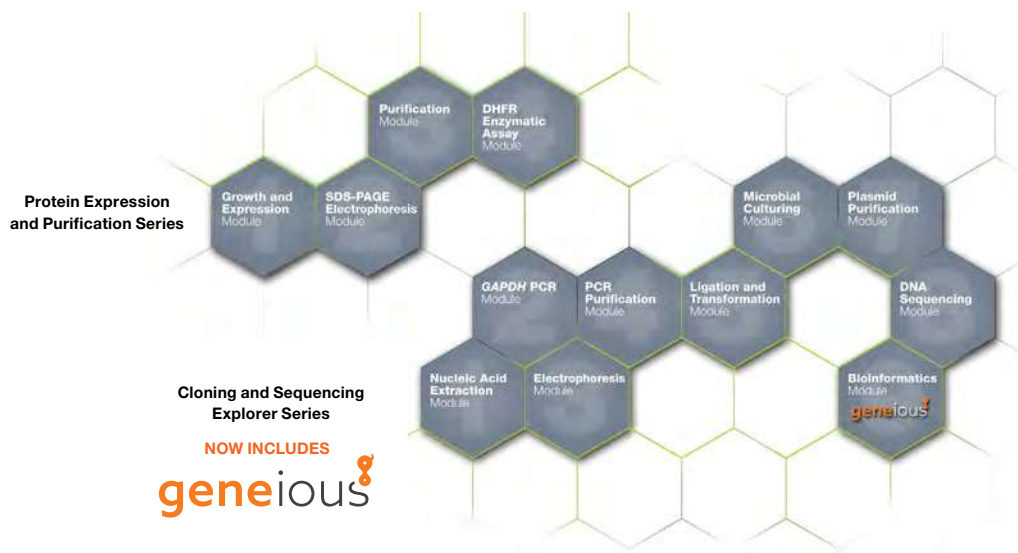 Purification
Module
DHFR
Enzymatic
Assay
Module
Protein Expression
and Purification Series
Growth and
Expression
Module
SDS-PAGE
Electrophoresis
Module
Microbial
Culturing
Module
Plasmid
Purification
Module
GAPDH PCR
Module
PCR
Purification
Module
Ligation and
Transformation
Module
DNA
Sequencing
Module
Nucleic Acid
Extraction
Module
Electrophoresis
Module
Bioinformatics
Module
geneious
Cloning and Sequencing
Explorer Series
NOW INCLUDES
geneious